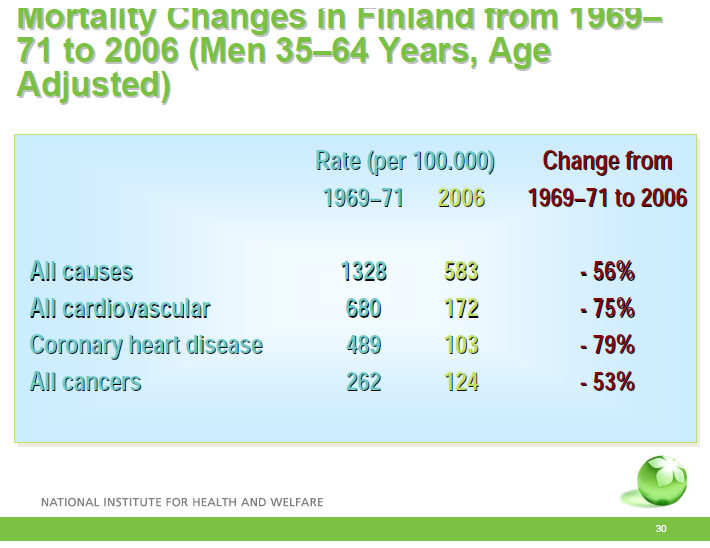 Mortality Changes in Finland from 1969–
71 to 2006 (Men 35–64 Years, Age
Adjusted)
Rate (per 100.000) Change from
1969–71 2006 1969–71 to 2006
All causes 1328 583 - 56%
All cardiovascular 680 172 - 75%
Coronary heart disease 489 103 - 79%
All cancers 262 124 - 53%
NATIONAL INSTITUTE FOR HEALTH AND WELFARE
30